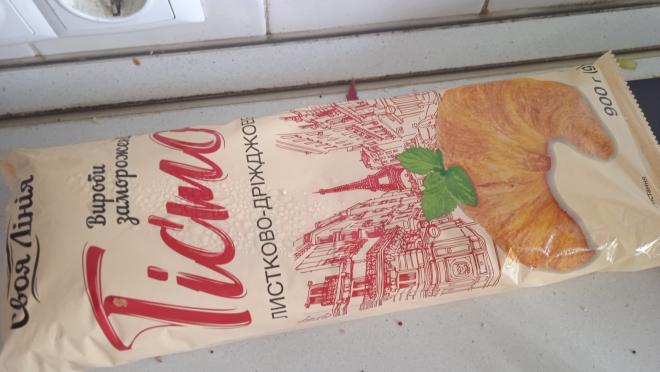 Своя Лінія
Вироби
заморожені
Тісто
ЛИСТКОВО-ДРІЖДЖОВЕ
900 г (g)